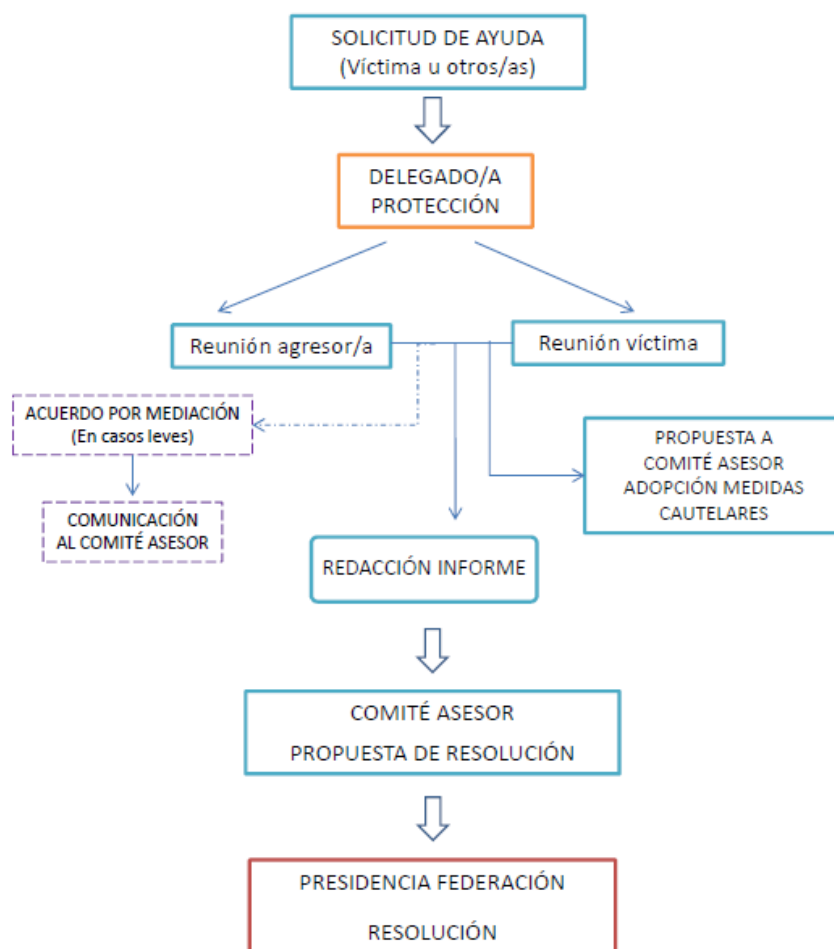 SOLICITUD DE AYUDA
(Víctima u otros/as)
DELEGADO/A
PROTECCIÓN
Reunión agresor/a
Reunión víctima
ACUERDO POR MEDIACIÓN
(En casos leves)
PROPUESTA A
COMITÉ ASESOR
ADOPCIÓN MEDIDAS
CAUTELARES
COMUNICACIÓN
AL COMITÉ ASESOR
REDACCIÓN INFORME
COMITÉ ASESOR
PROPUESTA DE RESOLUCIÓN
PRESIDENCIA FEDERACIÓN
RESOLUCIÓN